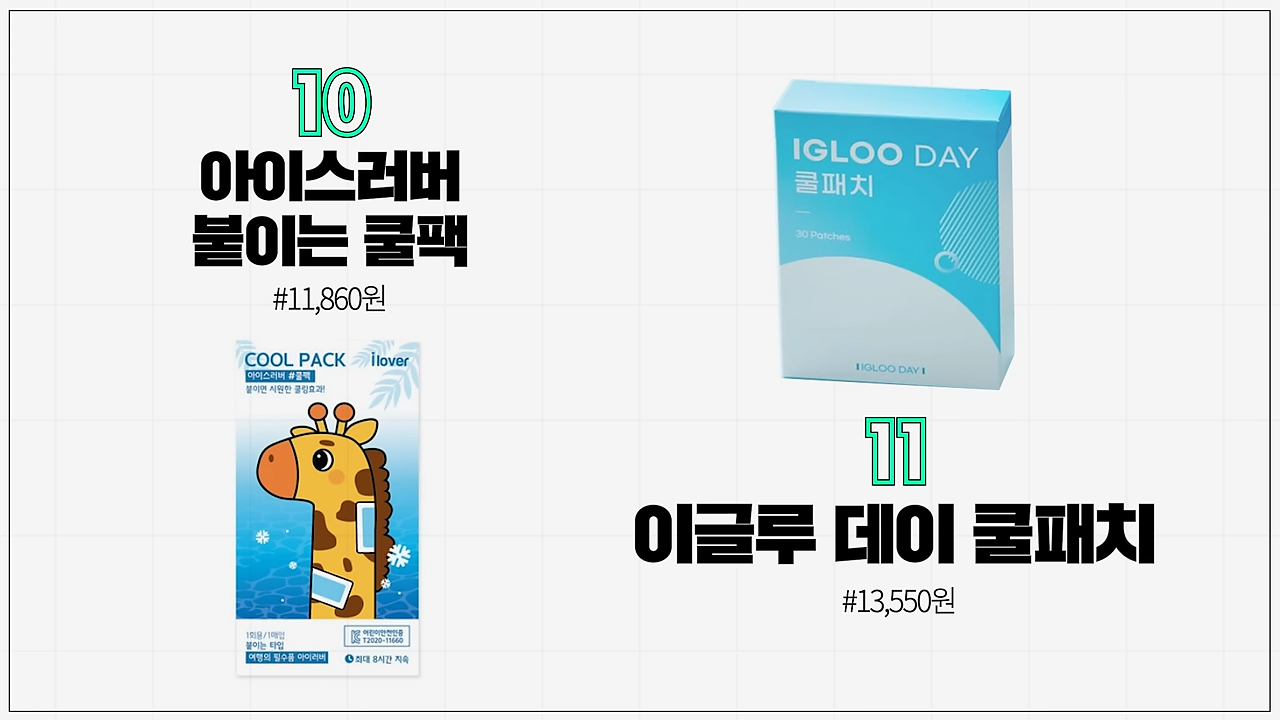 10
아이스러버
붙이는 쿨팩
#11,860원
COOL PACK
ilover
아이스러버 #쿨팩
붙이면 시원한 쿨링효과!
1회용/1매입
붙이는 타입
여행의 필수품 아이러버
어린이안전인증
T2020-11660
최대 8시간 지속
IGLOO DAY
쿨패치
30 Patches
IGLOO DAY
11
이글루 데이 쿨패치
#13,550원